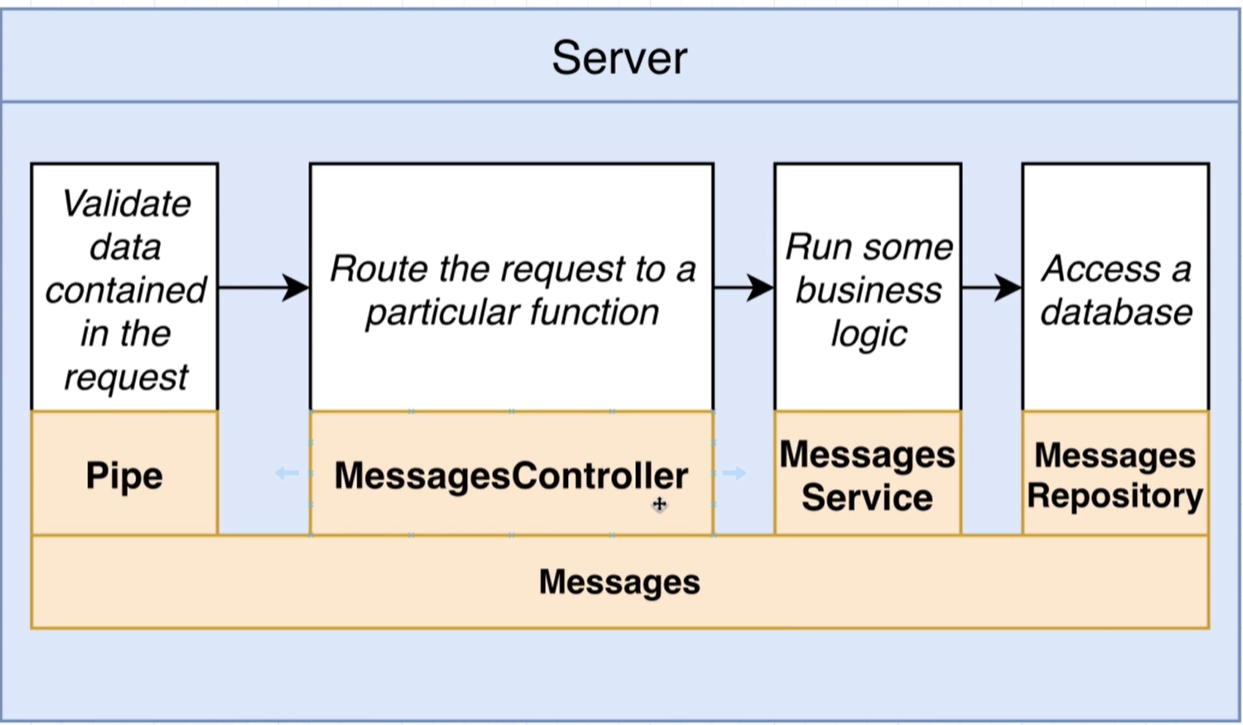 Server
Validate
data
contained
in the
request
Route the request to a
particular function
Run some
business
logic
Access a
database
Pipe
MessagesController
Messages
Service
Messages
Repository
Messages